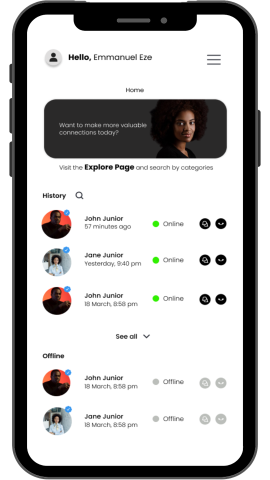 Hello, Emmanuel Eze
Home
Want to make more valuable
connections today?
Visit the Explore Page and search by categories
History
John Junior
57 minutes ago
Online
Jane Junior
Yesterday, 9:40 pm
Online
John Junior
18 March, 8:58 pm
Online
See all
Offline
John Junior
18 March, 8:58 pm
Offline
Jane Junior
18 March, 8:58 pm
Offline